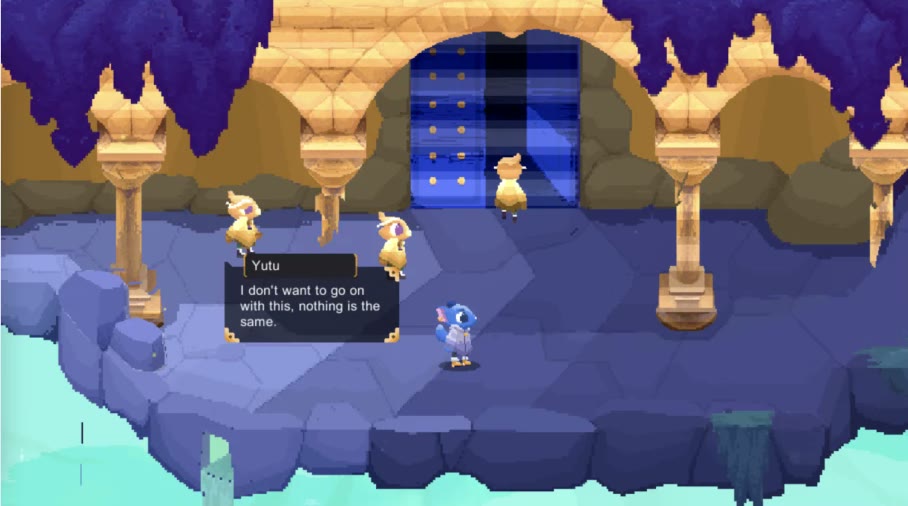 Yutu
I don't want to go on
with this, nothing is the
same.